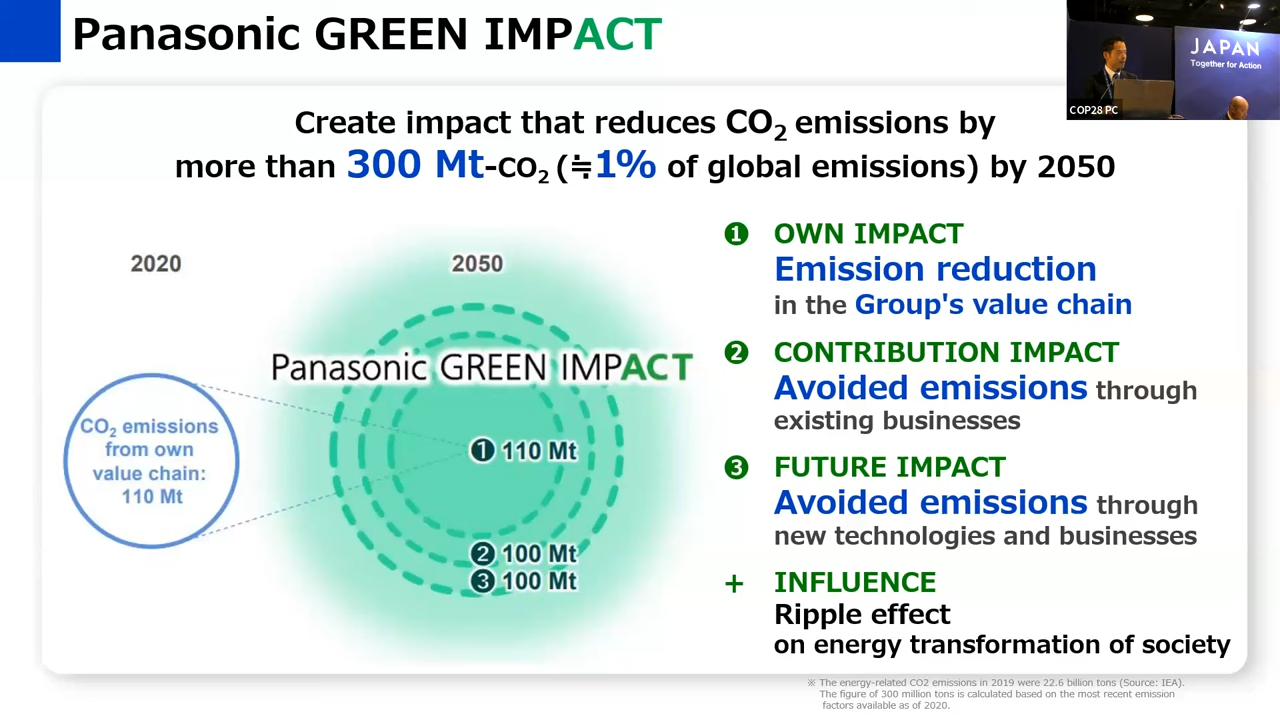 Panasonic GREEN IMPACT
JAPAN
Together for Action
COP28 PC
Create impact that reduces CO₂ emissions by
more than 300 Mt-CO₂ (≒1% of global emissions) by 2050
2020
2050
Panasonic GREEN IMPACT
CO₂ emissions
from own
value chain:
110 Mt
❶ 110 Mt
❷ 100 Mt
❸ 100 Mt
❶ OWN IMPACT
Emission reduction
in the Group's value chain
❷ CONTRIBUTION IMPACT
Avoided emissions through
existing businesses
❸ FUTURE IMPACT
Avoided emissions through
new technologies and businesses
+ INFLUENCE
Ripple effect
on energy transformation of society
※ The energy-related CO2 emissions in 2019 were 22.6 billion tons (Source: IEA).
The figure of 300 million tons is calculated based on the most recent emission
factors available as of 2020.